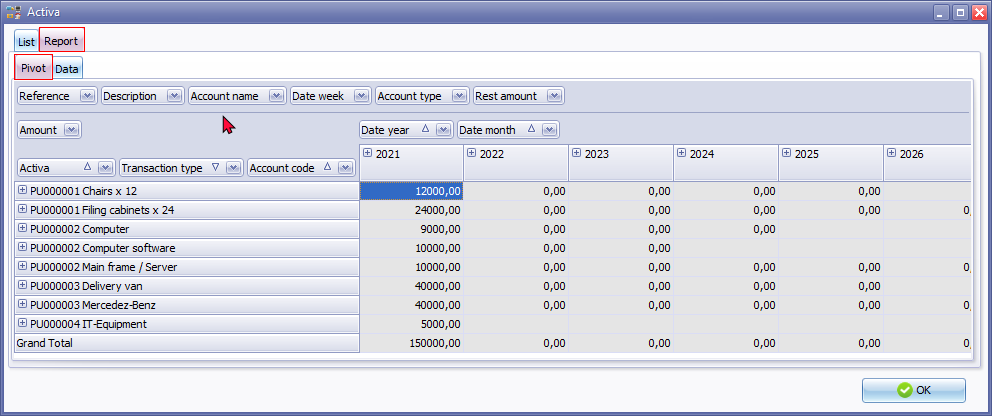 Activa
List Report
Pivot Data
Reference Description Account name Date week Account type Rest amount
Amount Date year Date month
Activa Transaction type Account code 2021 2022 2023 2024 2025 2026
PU000001 Chairs x 12 12000,00 0,00 0,00 0,00 0,00
PU000001 Filing cabinets x 24 24000,00 0,00 0,00 0,00 0,00 0,
PU000002 Computer 9000,00 0,00 0,00 0,00
PU000002 Computer software 10000,00 0,00 0,00
PU000002 Main frame / Server 10000,00 0,00 0,00 0,00 0,00 0,
PU000003 Delivery van 40000,00 0,00 0,00 0,00 0,00 0,
PU000003 Mercedez-Benz 40000,00 0,00 0,00 0,00 0,00 0,
PU000004 IT-Equipment 5000,00
Grand Total 150000,00 0,00 0,00 0,00 0,00 0,
OK